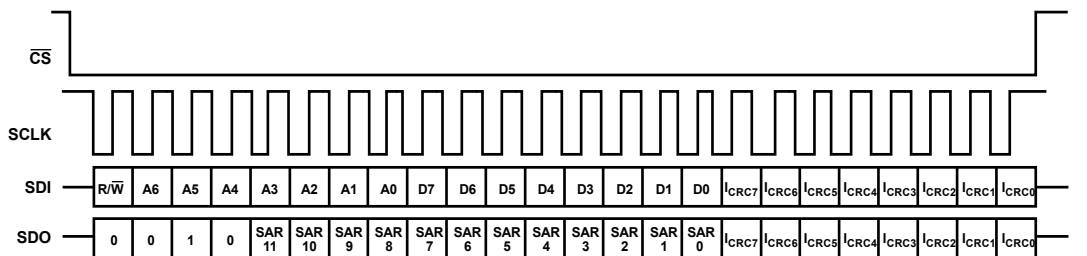 CS
SCLK
SDI R/W A6 A5 A4 A3 A2 A1 A0 D7 D6 D5 D4 D3 D2 D1 D0 ICRC7 ICRC6 ICRC5 ICRC4 ICRC3 ICRC2 ICRC1 ICRC0
SDO 0 0 1 0 SAR 11 SAR 10 SAR 9 SAR 8 SAR 7 SAR 6 SAR 5 SAR 4 SAR 3 SAR 2 SAR 1 SAR 0 ICRC7 ICRC6 ICRC5 ICRC4 ICRC3 ICRC2 ICRC1 ICRC0